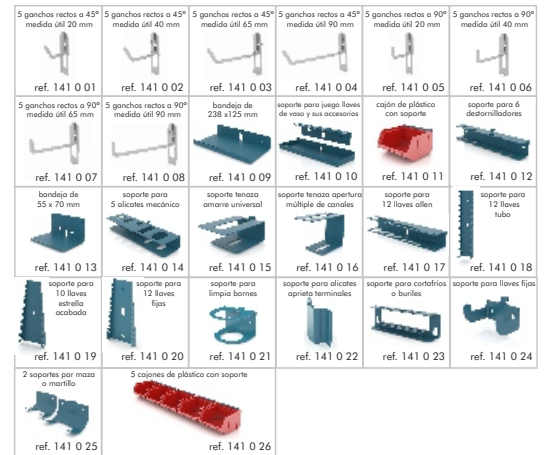 5 ganchos rectos a 45º
medida útil 20 mm
ref. 141 0 01
5 ganchos rectos a 45º
medida útil 40 mm
ref. 141 0 02
5 ganchos rectos a 45º
medida útil 65 mm
ref. 141 0 03
5 ganchos rectos a 45º
medida útil 90 mm
ref. 141 0 04
5 ganchos rectos a 90º
medida útil 20 mm
ref. 141 0 05
5 ganchos rectos a 90º
medida útil 40 mm
ref. 141 0 06
5 ganchos rectos a 90º
medida útil 65 mm
ref. 141 0 07
5 ganchos rectos a 90º
medida útil 90 mm
ref. 141 0 08
bandeja de
238 x125 mm
ref. 141 0 09
soporte para juego llaves
de vaso y sus accesorios
ref. 141 0 10
cajón de plástico
con soporte
ref. 141 0 11
soporte para 6
destornilladores
ref. 141 0 12
bandeja de
55 x 70 mm
ref. 141 0 13
soporte para
5 alicates mecánico
ref. 141 0 14
soporte tenaza
amarre universal
ref. 141 0 15
soporte tenaza apertura
múltiple de canales
ref. 141 0 16
soporte para
12 llaves allen
ref. 141 0 17
soporte para
12 llaves
tubo
ref. 141 0 18
soporte para
10 llaves
estrella
acabada
ref. 141 0 19
soporte para
12 llaves
fijas
ref. 141 0 20
soporte para
limpia bornes
ref. 141 0 21
soporte para alicates
aprieta terminales
ref. 141 0 22
soporte para cortafríos
o buriles
ref. 141 0 23
soporte para llaves fijas
ref. 141 0 24
2 soportes par maza
o martillo
ref. 141 0 25
5 cajones de plástico con soporte
ref. 141 0 26